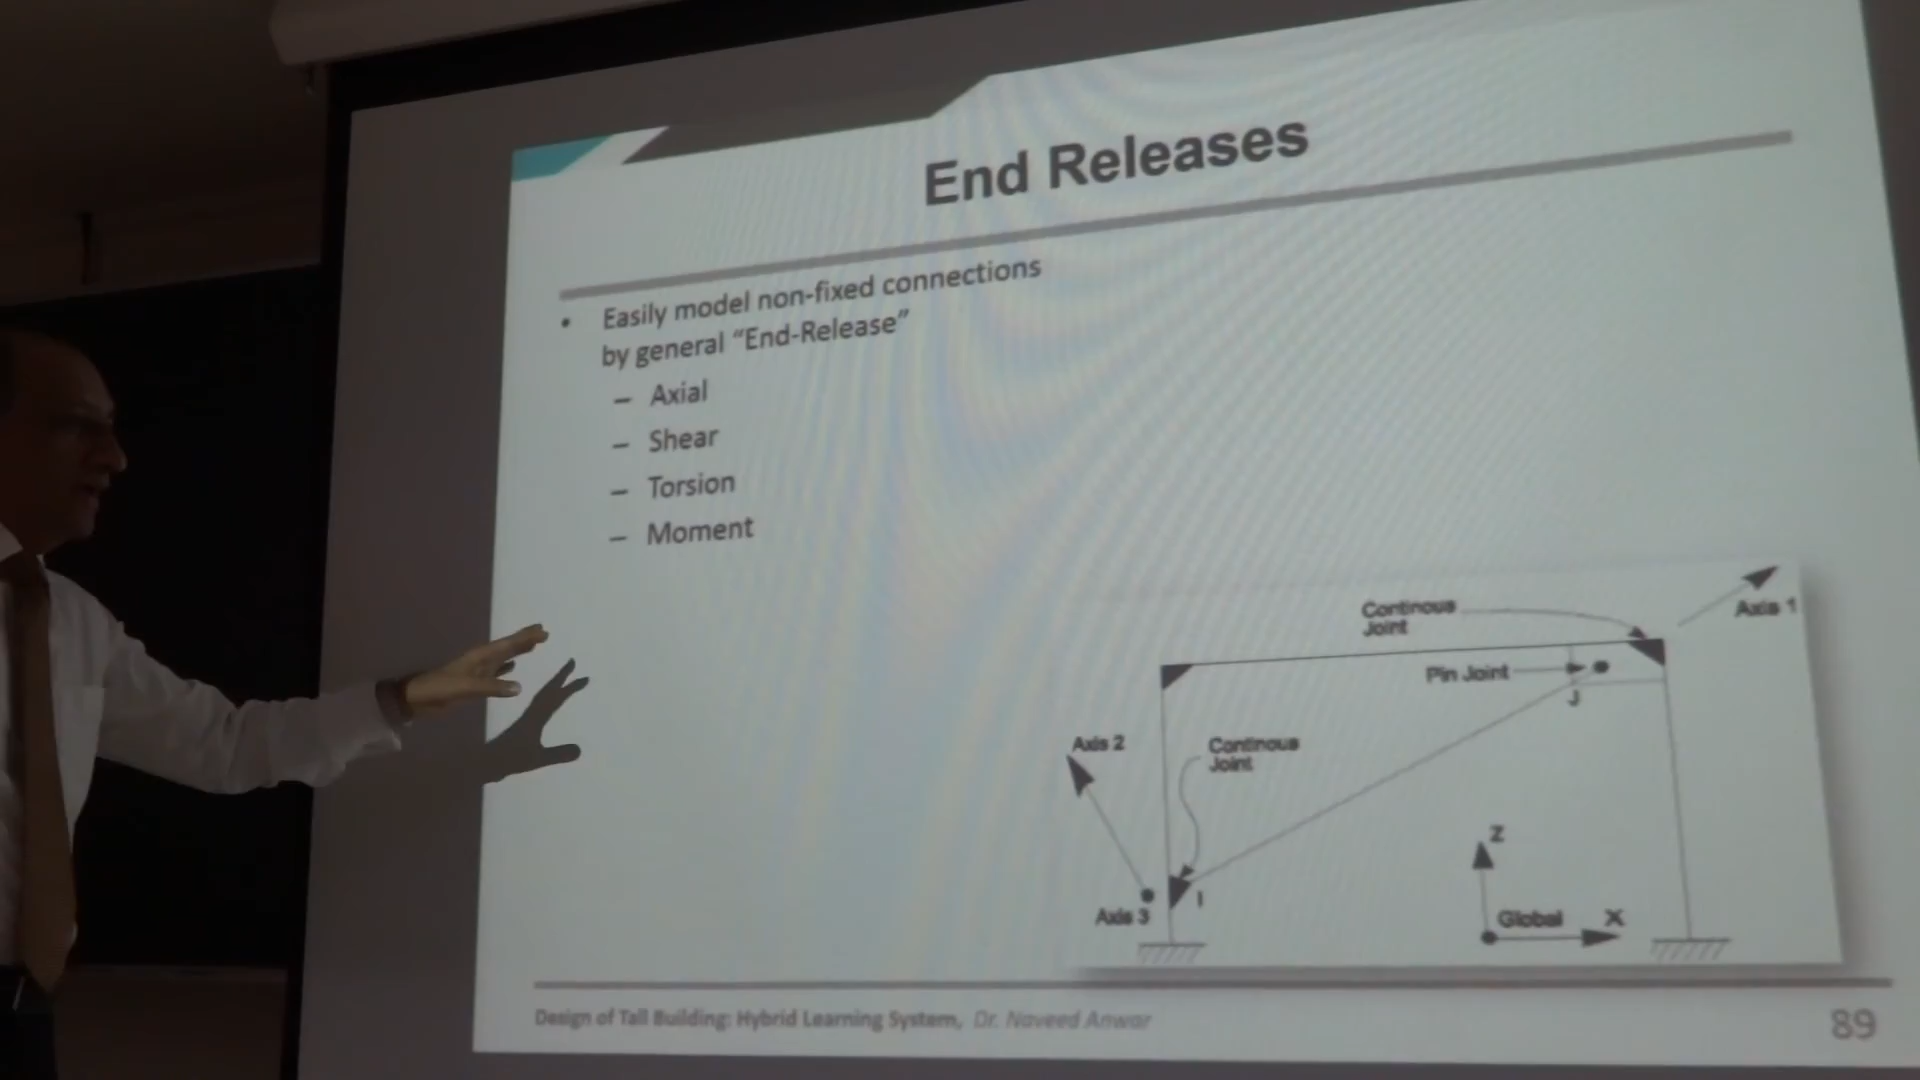 End Releases
• Easily model non-fixed connections
by general “End-Release”
– Axial
– Shear
– Torsion
– Moment
Continous
Joint
Axis 1
Pin Joint
J
Axis 2
Continous
Joint
Z
Axis 3
I
Global
X
Design of Tall Building: Hybrid Learning System, Dr. Naveed Anwar
89